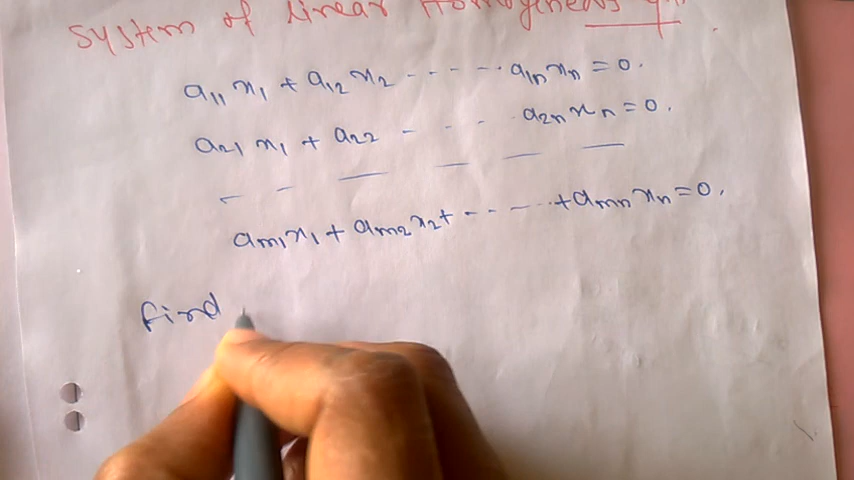 System of linear Homogeneous
a₁₁ x₁ + a₁₂ x₂ ------ a₁ₙ xₙ = 0.
a₂₁ x₁ + a₂₂ - - - - a₂ₙ xₙ = 0.
aₘ₁ x₁ + aₘ₂ x₂ + ------ + aₘₙ xₙ = 0.
find